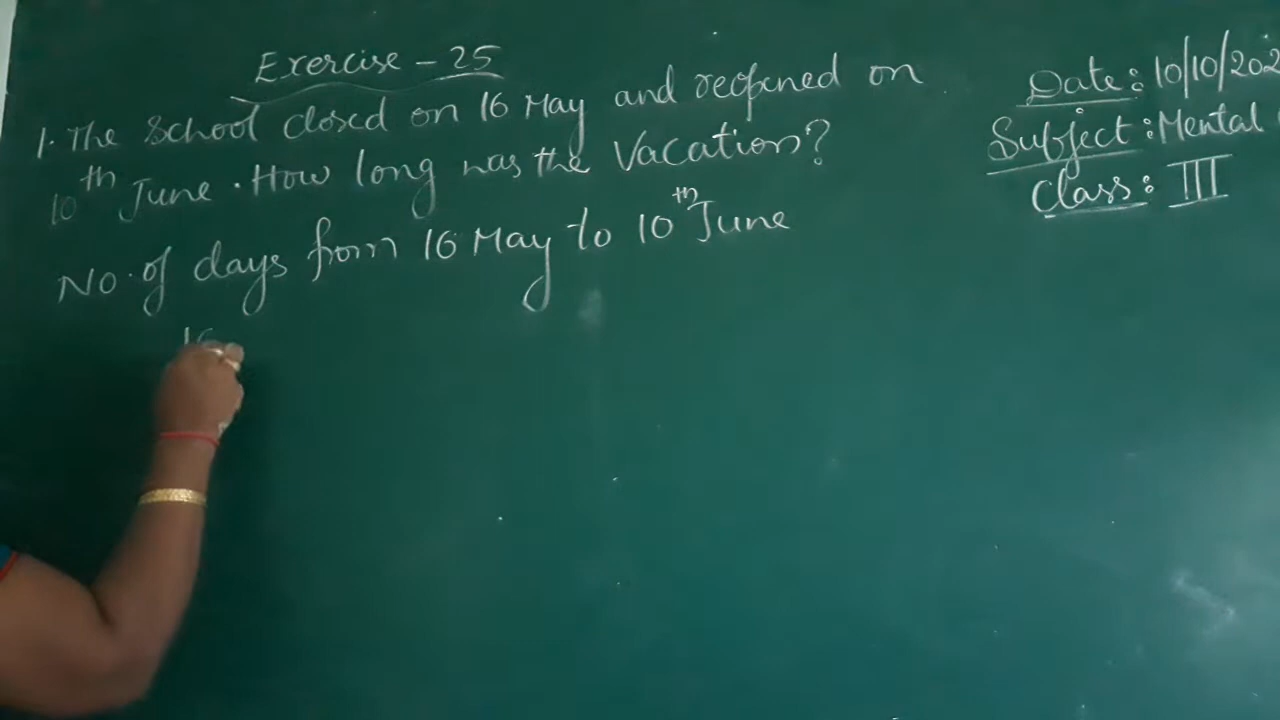 Exercise - 25
1. The School closed on 16 May and reopened on
10th June. How long was the Vacation?
No. of days from 16 May to 10th June
16
Date: 10/10/202
Subject: Mental
Class: III